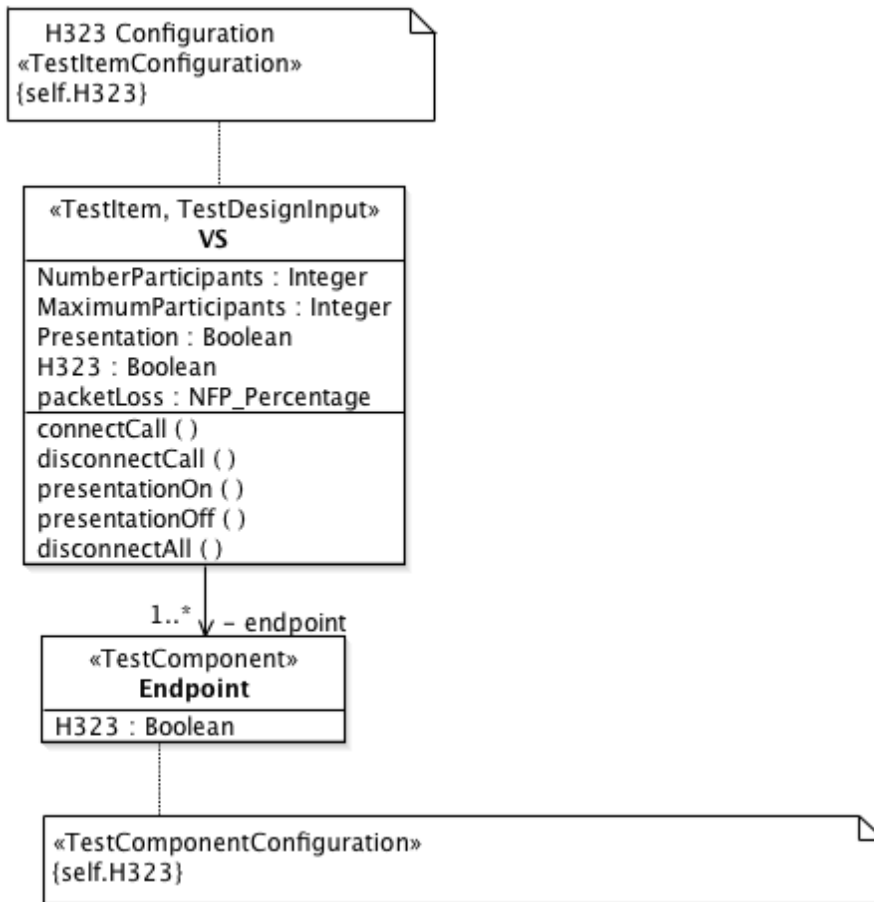 H323 Configuration
«TestItemConfiguration»
{self.H323}
«TestItem, TestDesignInput»
VS
NumberParticipants : Integer
MaximumParticipants : Integer
Presentation : Boolean
H323 : Boolean
packetLoss : NFP_Percentage
connectCall ( )
disconnectCall ( )
presentationOn ( )
presentationOff ( )
disconnectAll ( )
1..*
– endpoint
«TestComponent»
Endpoint
H323 : Boolean
«TestComponentConfiguration»
{self.H323}